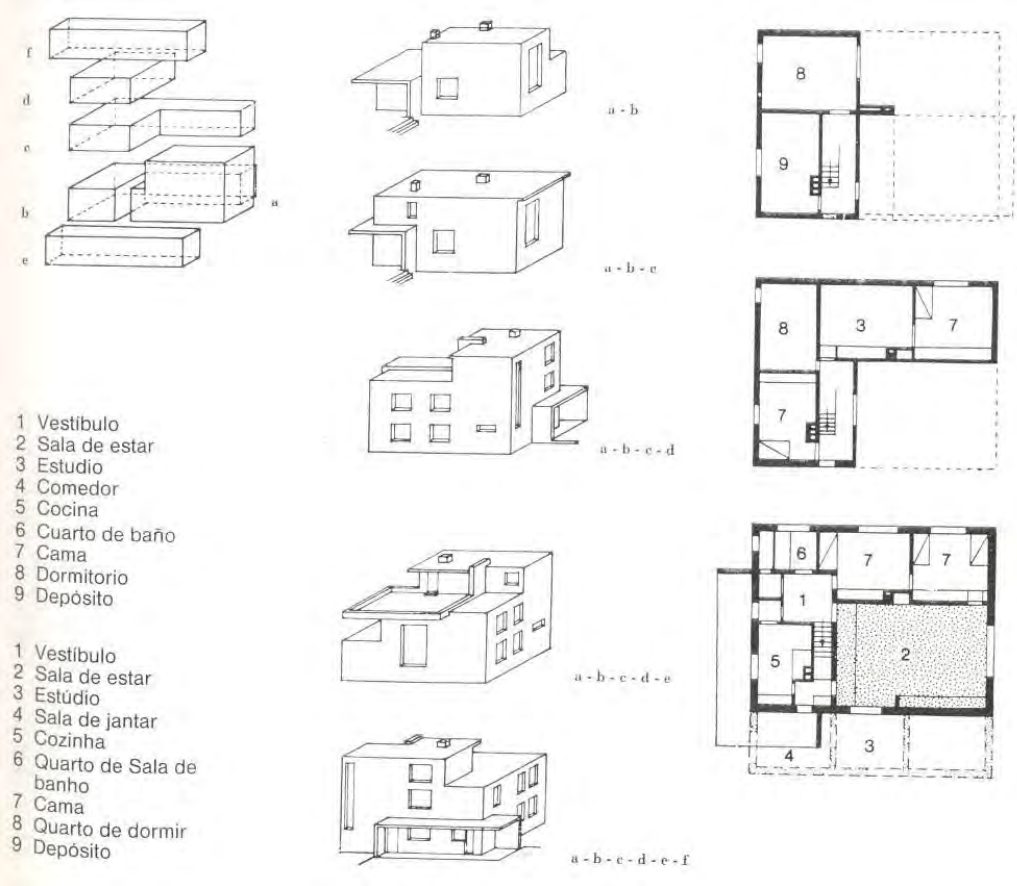 f
d
c
b
a
e
1 Vestíbulo
2 Sala de estar
3 Estudio
4 Comedor
5 Cocina
6 Cuarto de baño
7 Cama
8 Dormitorio
9 Depósito
1 Vestíbulo
2 Sala de estar
3 Estúdio
4 Sala de jantar
5 Cozinha
6 Quarto de Sala de
banho
7 Cama
8 Quarto de dormir
9 Depósito
a - b
a - b - c
a - b - c - d
a - b - c - d - e
a - b - c - d - e - f
8
9
8 3 7
7
6 7 7
1
5 2
4 3